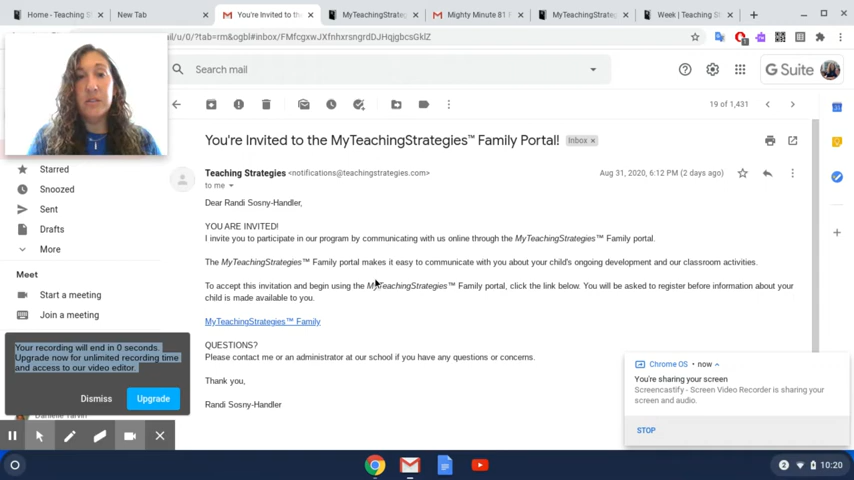 Home - Teaching S
New Tab
You're Invited to the
MyTeachingStrategie
Mighty Minute 81 F
MyTeachingStrateg
Week | Teaching St
il/u/0/?tab=rm&ogbl#inbox/FMfcgxwJXfnhxrsngrdDJHqjgbcsGklZ
Search mail
G Suite
19 of 1,431
You're Invited to the MyTeachingStrategies™ Family Portal!
Inbox
Teaching Strategies <notifications@teachingstrategies.com>
Aug 31, 2020, 6:12 PM (2 days ago)
to me
Dear Randi Sosny-Handler,
YOU ARE INVITED!
I invite you to participate in our program by communicating with us online through the MyTeachingStrategies™ Family portal.
The MyTeachingStrategies™ Family portal makes it easy to communicate with you about your child's ongoing development and our classroom activities.
To accept this invitation and begin using the MyTeachingStrategies™ Family portal, click the link below. You will be asked to register before information about your
child is made available to you.
MyTeachingStrategies™ Family
QUESTIONS?
Please contact me or an administrator at our school if you have any questions or concerns.
Thank you,
Randi Sosny-Handler
Starred
Snoozed
Sent
Drafts
More
Meet
Start a meeting
Join a meeting
Your recording will end in 0 seconds.
Upgrade now for unlimited recording time
and access to our video editor.
Dismiss
Upgrade
Chrome OS • now
You're sharing your screen
Screencastify - Screen Video Recorder is sharing your
screen and audio.
STOP
2
10:20